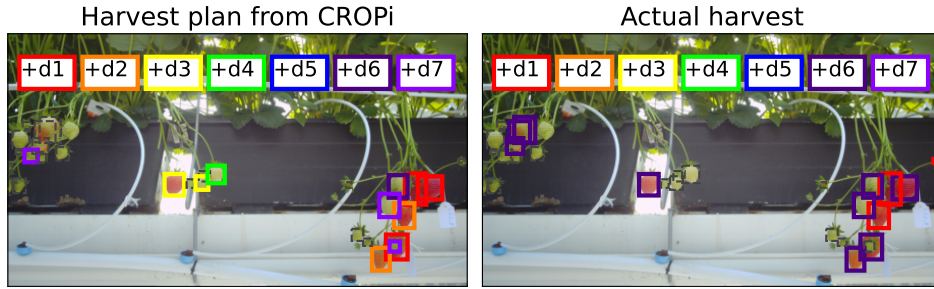 Harvest plan from CROPi
+d1 +d2 +d3 +d4 +d5 +d6 +d7
Actual harvest
+d1 +d2 +d3 +d4 +d5 +d6 +d7